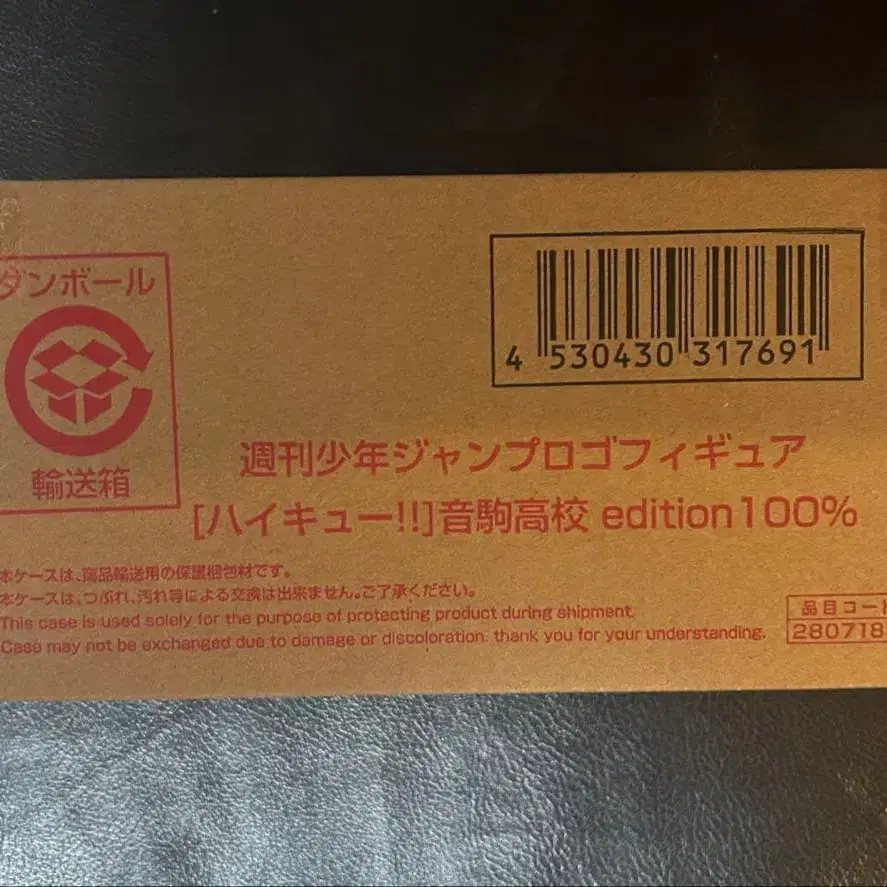 ダンボール
輸送箱
4 530430 317691
週刊少年ジャンプロゴフィギュア
[ハイキュー!!]音駒高校 edition100%
本ケースは、商品輸送用の保護梱包材です。
本ケースは、つぶれ、汚れ等による交換は出来ません。ご了承ください。
This case is used solely for the purpose of protecting product during shipment.
Case may not be exchanged due to damage or discoloration. thank you for your understanding.
品目コード
280718